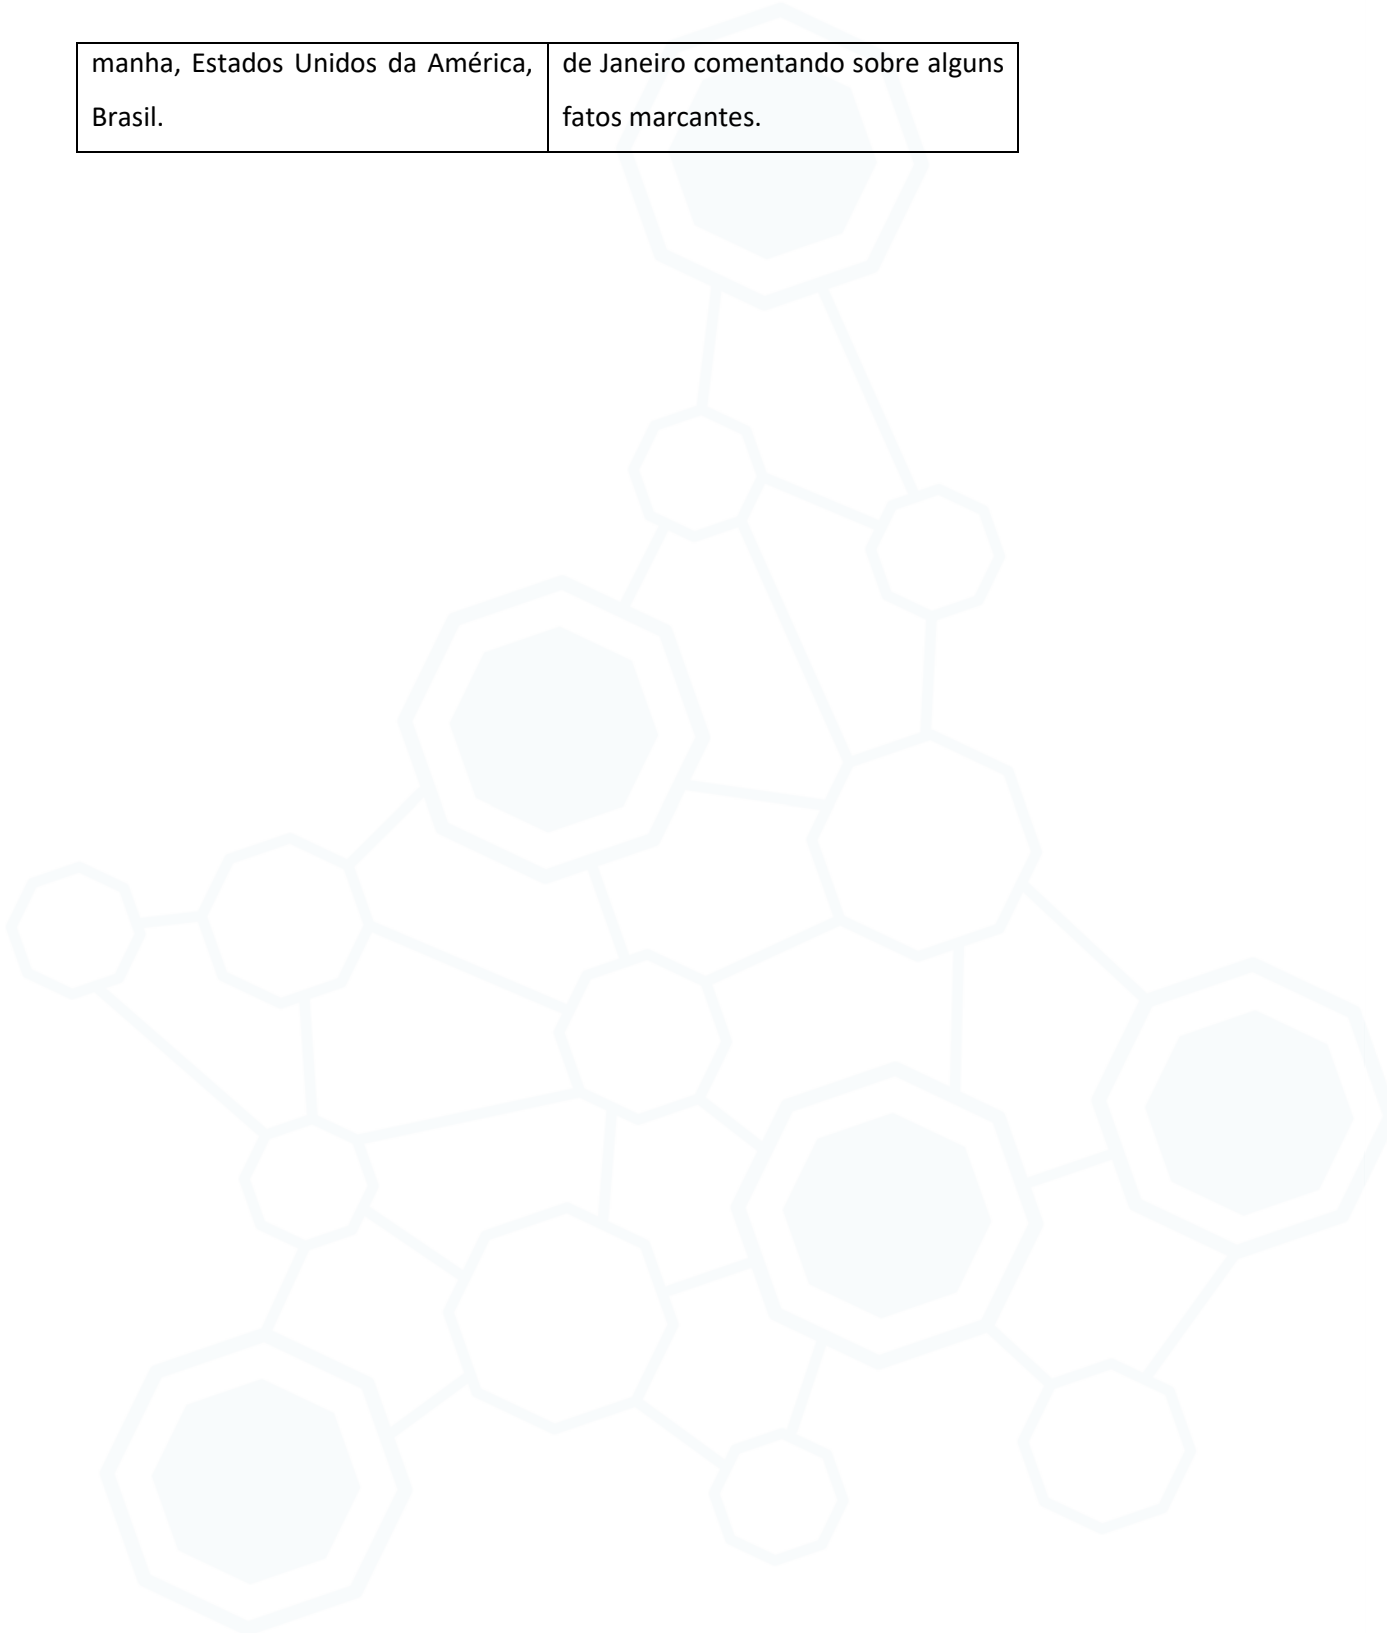 manha, Estados Unidos da América,
Brasil.
de Janeiro comentando sobre alguns
fatos marcantes.